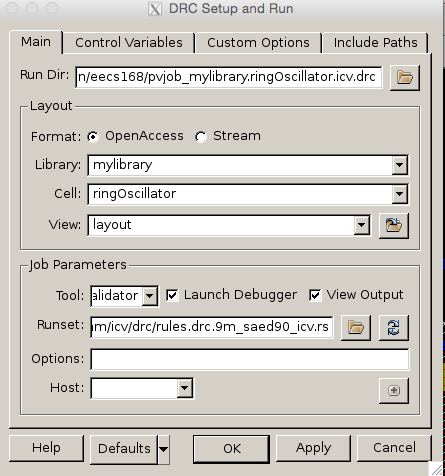 DRC Setup and Run
Main Control Variables Custom Options Include Paths
Run Dir: n/eecs168/pvjob_mylibrary.ringOscillator.icv.drc
Layout
Format: OpenAccess Stream
Library: mylibrary
Cell: ringOscillator
View: layout
Job Parameters
Tool: alidator Launch Debugger View Output
Runset: am/icv/drc/rules.drc.9m_saed90_icv.rs
Options:
Host:
Help Defaults OK Apply Cancel